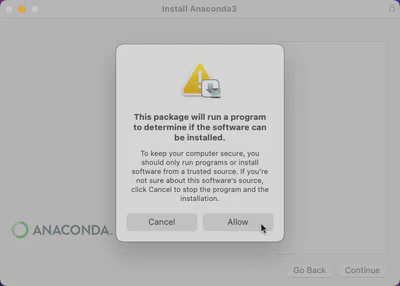 Install Anaconda3
This package will run a program
to determine if the software can
be installed.
To keep your computer secure, you
should only run programs or install
software from a trusted source. If you're
not sure about this software's source,
click Cancel to stop the program and the
installation.
Cancel
Allow
ANACONDA.
Go Back
Continue